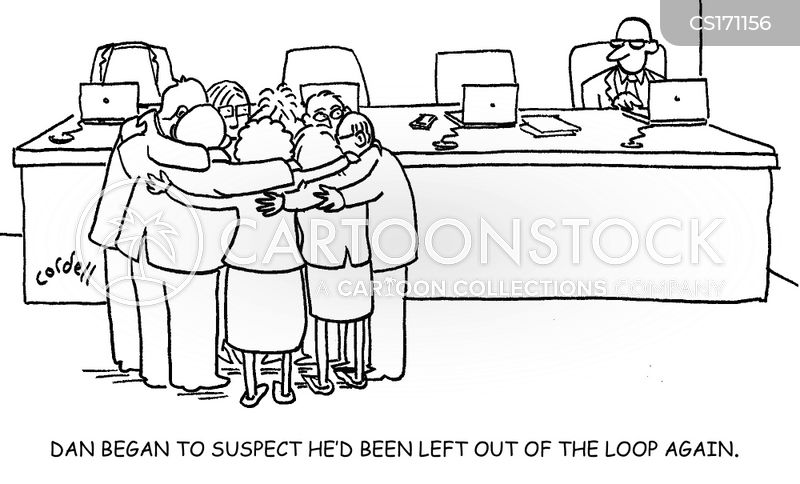 CS171156
cordell
CARTOONSTOCK
A CARTOON COLLECTIONS COMPANY
DAN BEGAN TO SUSPECT HE'D BEEN LEFT OUT OF THE LOOP AGAIN.